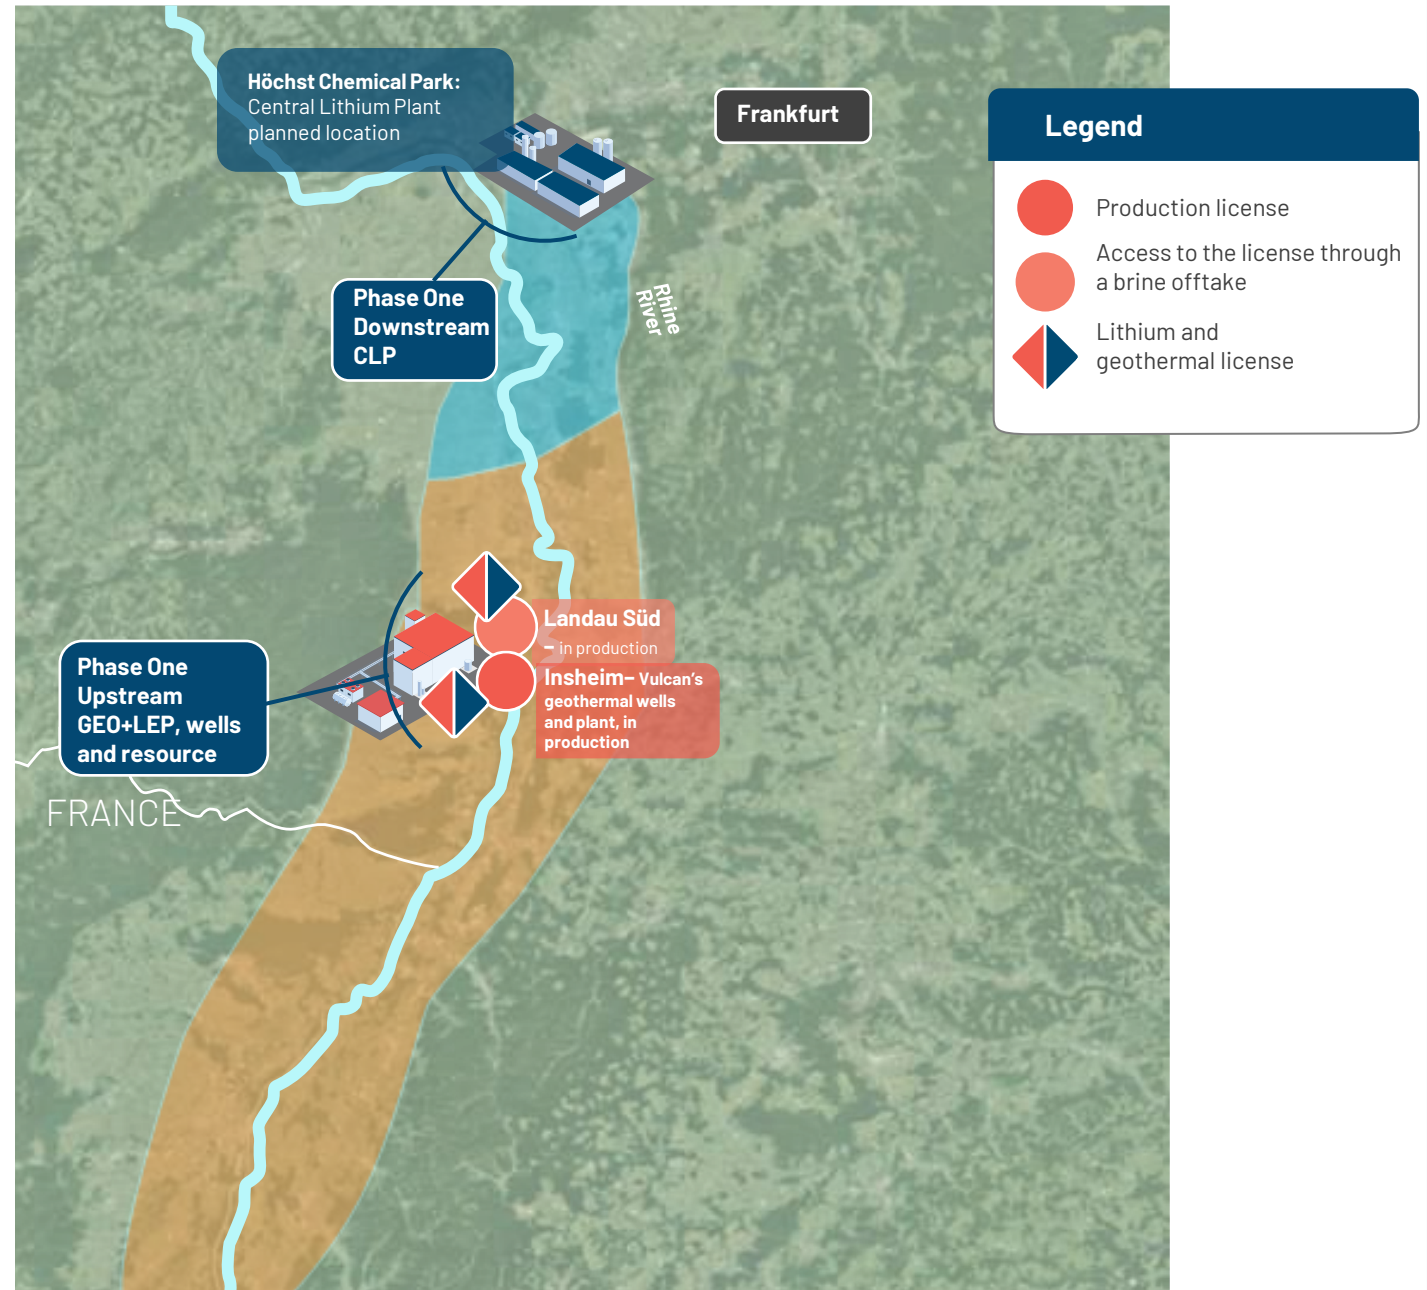 Höchst Chemical Park:
Central Lithium Plant
planned location
Frankfurt
Legend
Production license
Access to the license through
a brine offtake
Lithium and
geothermal license
Phase One
Downstream
CLP
Rhine
River
Landau Süd
– in production
Insheim– Vulcan's
geothermal wells
and plant, in
production
Phase One
Upstream
GEO+LEP, wells
and resource
FRANCE